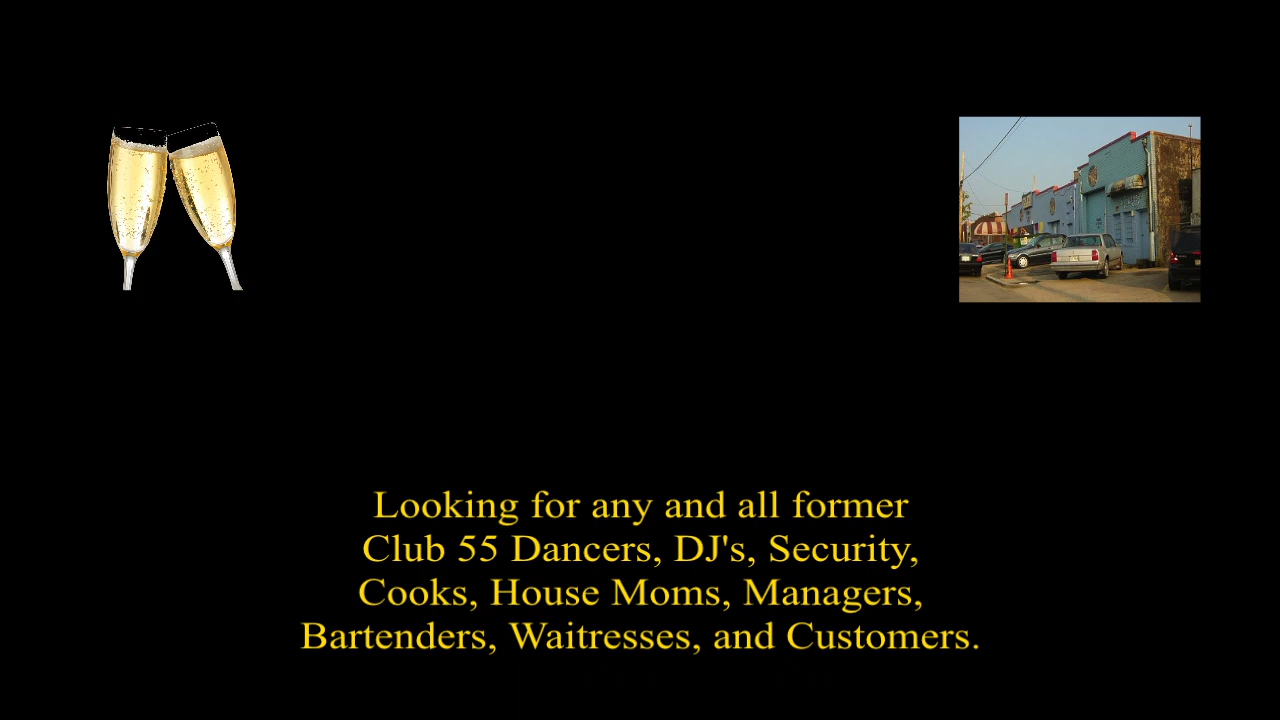 Looking for any and all former
Club 55 Dancers, DJ's, Security,
Cooks, House Moms, Managers,
Bartenders, Waitresses, and Customers.